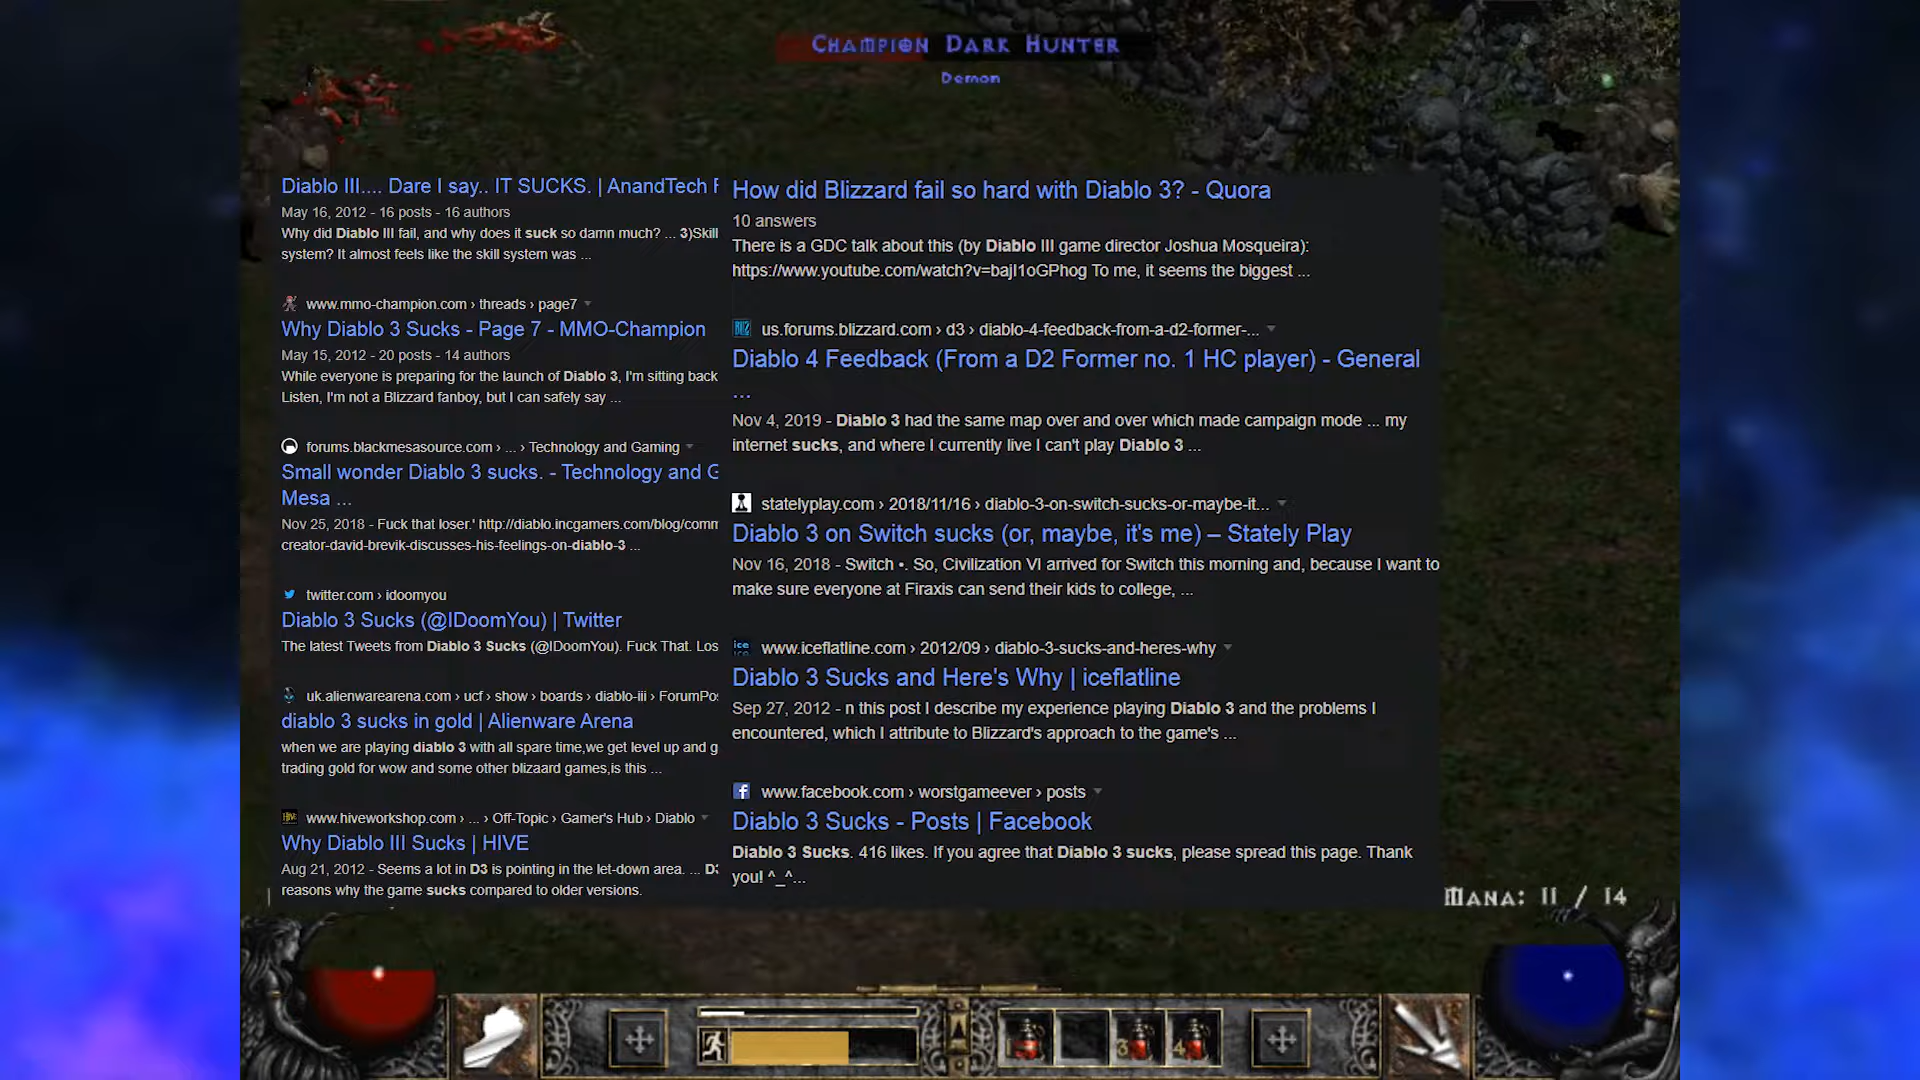 CHAMPION DARK HUNTER
Demon
Diablo III.... Dare I say.. IT SUCKS. | AnandTech F
May 16, 2012 - 16 posts - 16 authors
Why did Diablo III fail, and why does it suck so damn much? ... 3)Skill
system? It almost feels like the skill system was ...
www.mmo-champion.com › threads › page7
Why Diablo 3 Sucks - Page 7 - MMO-Champion
May 15, 2012 - 20 posts - 14 authors
While everyone is preparing for the launch of Diablo 3, I'm sitting back
Listen, I'm not a Blizzard fanboy, but I can safely say ...
forums.blackmesasource.com › ... › Technology and Gaming
Small wonder Diablo 3 sucks. - Technology and G
Mesa ...
Nov 25, 2018 - Fuck that loser.' http://diablo.incgamers.com/blog/comm
creator-david-brevik-discusses-his-feelings-on-diablo-3 ...
twitter.com › idoomyou
Diablo 3 Sucks (@IDoomYou) | Twitter
The latest Tweets from Diablo 3 Sucks (@IDoomYou). Fuck That. Los
uk.alienwarearena.com › ucf › show › boards › diablo-iii › ForumPos
diablo 3 sucks in gold | Alienware Arena
when we are playing diablo 3 with all spare time,we get level up and g
trading gold for wow and some other blizaard games,is this ...
www.hiveworkshop.com › ... › Off-Topic › Gamer's Hub › Diablo
Why Diablo III Sucks | HIVE
Aug 21, 2012 - Seems a lot in D3 is pointing in the let-down area. ... D3
reasons why the game sucks compared to older versions.
How did Blizzard fail so hard with Diablo 3? - Quora
10 answers
There is a GDC talk about this (by Diablo III game director Joshua Mosqueira):
https://www.youtube.com/watch?v=bajI1oGPhog To me, it seems the biggest ...
us.forums.blizzard.com › d3 › diablo-4-feedback-from-a-d2-former-...
Diablo 4 Feedback (From a D2 Former no. 1 HC player) - General
...
Nov 4, 2019 - Diablo 3 had the same map over and over which made campaign mode ... my
internet sucks, and where I currently live I can't play Diablo 3 ...
statelyplay.com › 2018/11/16 › diablo-3-on-switch-sucks-or-maybe-it...
Diablo 3 on Switch sucks (or, maybe, it's me) – Stately Play
Nov 16, 2018 - Switch •. So, Civilization VI arrived for Switch this morning and, because I want to
make sure everyone at Firaxis can send their kids to college, ...
www.iceflatline.com › 2012/09 › diablo-3-sucks-and-heres-why
Diablo 3 Sucks and Here's Why | iceflatline
Sep 27, 2012 - n this post I describe my experience playing Diablo 3 and the problems I
encountered, which I attribute to Blizzard's approach to the game's ...
www.facebook.com › worstgameever › posts
Diablo 3 Sucks - Posts | Facebook
Diablo 3 Sucks. 416 likes. If you agree that Diablo 3 sucks, please spread this page. Thank
you! ^_^...
MANA: 11 / 14
3
4